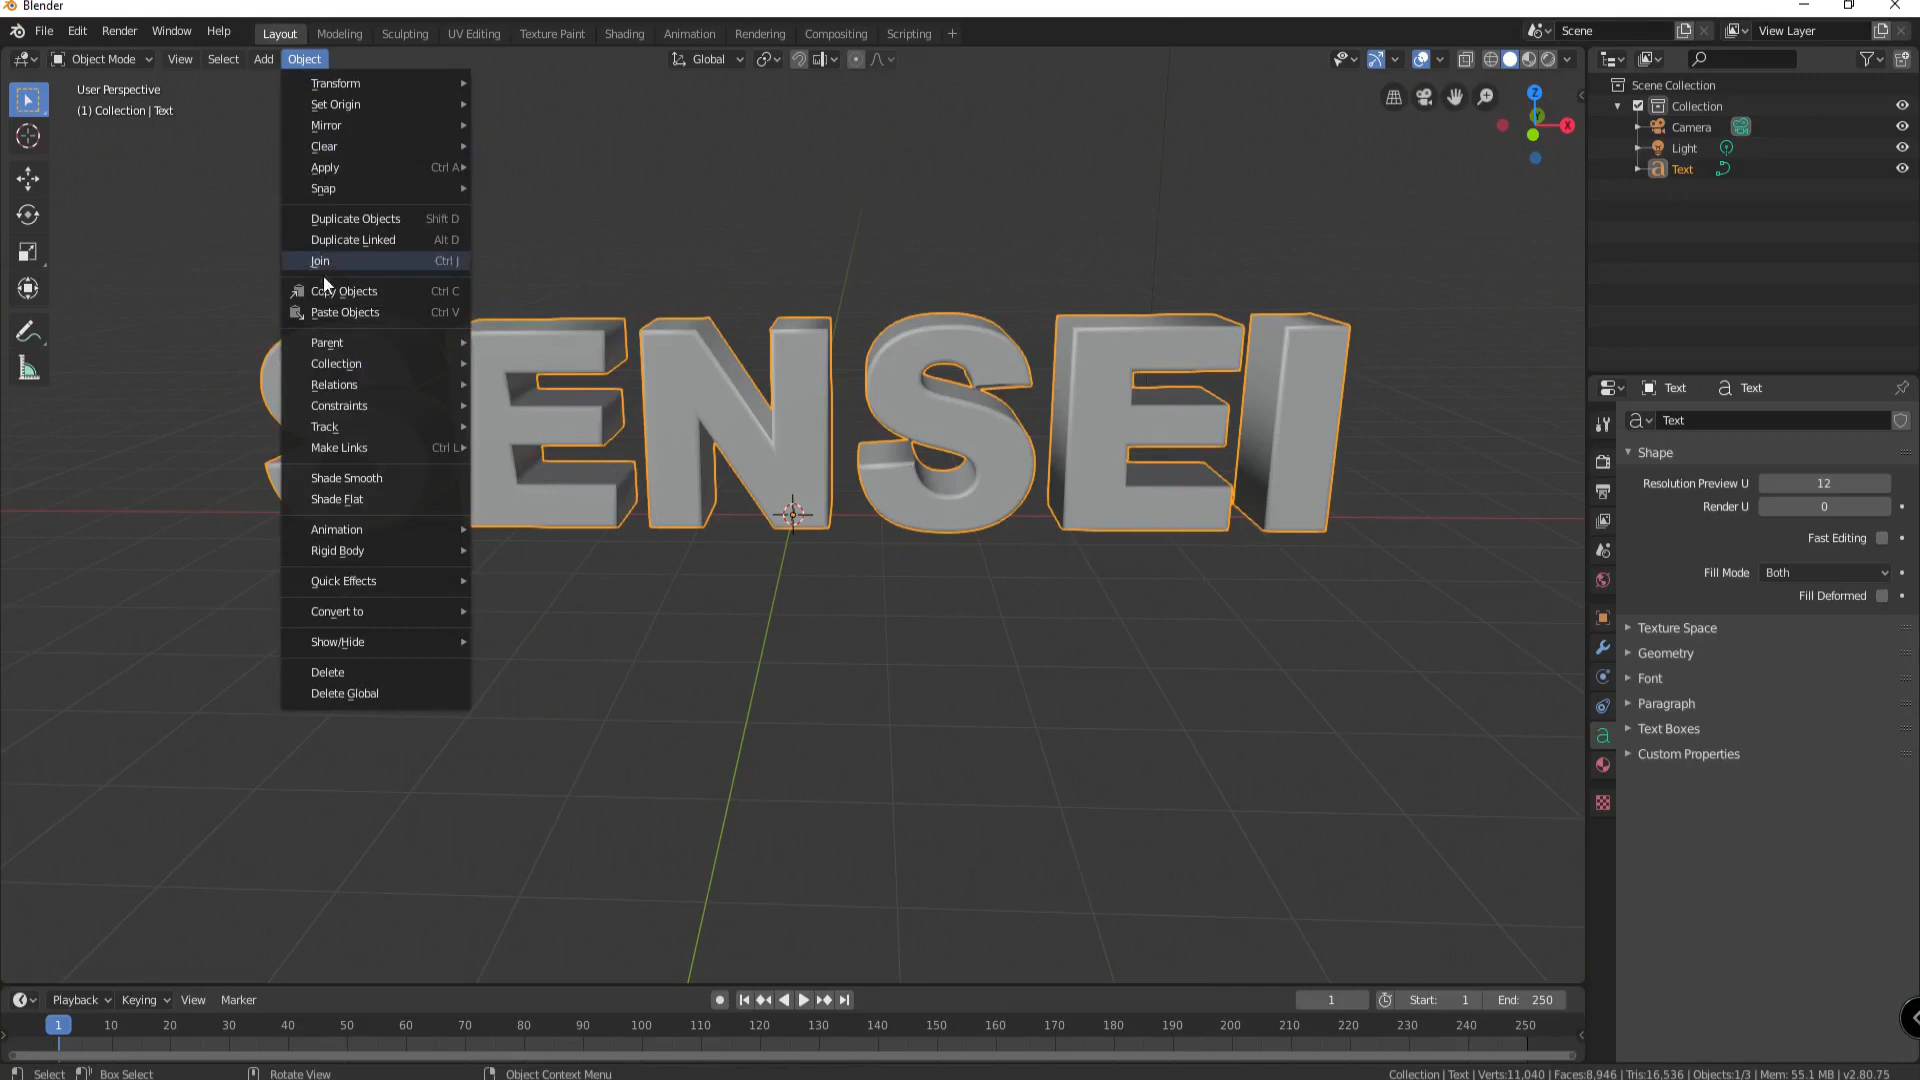 Blender
File Edit Render Window Help Layout Modeling Sculpting UV Editing Texture Paint Shading Animation Rendering Compositing Scripting + Scene View Layer
Object Mode View Select Add Object Global
User Perspective
(1) Collection | Text
Transform
Set Origin
Mirror
Clear
Apply Ctrl A
Snap
Duplicate Objects Shift D
Duplicate Linked Alt D
Join Ctrl J
Copy Objects Ctrl C
Paste Objects Ctrl V
Parent
Collection
Relations
Constraints
Track
Make Links Ctrl L
Shade Smooth
Shade Flat
Animation
Rigid Body
Quick Effects
Convert to
Show/Hide
Delete
Delete Global
SENSEI
Z
Y
X
Scene Collection
Collection
Camera
Light
Text
Text Text
Text
Shape
Resolution Preview U 12
Render U 0
Fast Editing
Fill Mode Both
Fill Deformed
Texture Space
Geometry
Font
Paragraph
Text Boxes
Custom Properties
Playback Keying View Marker 1 Start: 1 End: 250
1 10 20 30 40 50 60 70 80 90 100 110 120 130 140 150 160 170 180 190 200 210 220 230 240 250
Select Box Select Rotate View Object Context Menu Collection | Text | Verts:11,040 | Faces:8,946 | Tris:16,536 | Objects:1/3 | Mem: 55.1 MB | v2.80.75